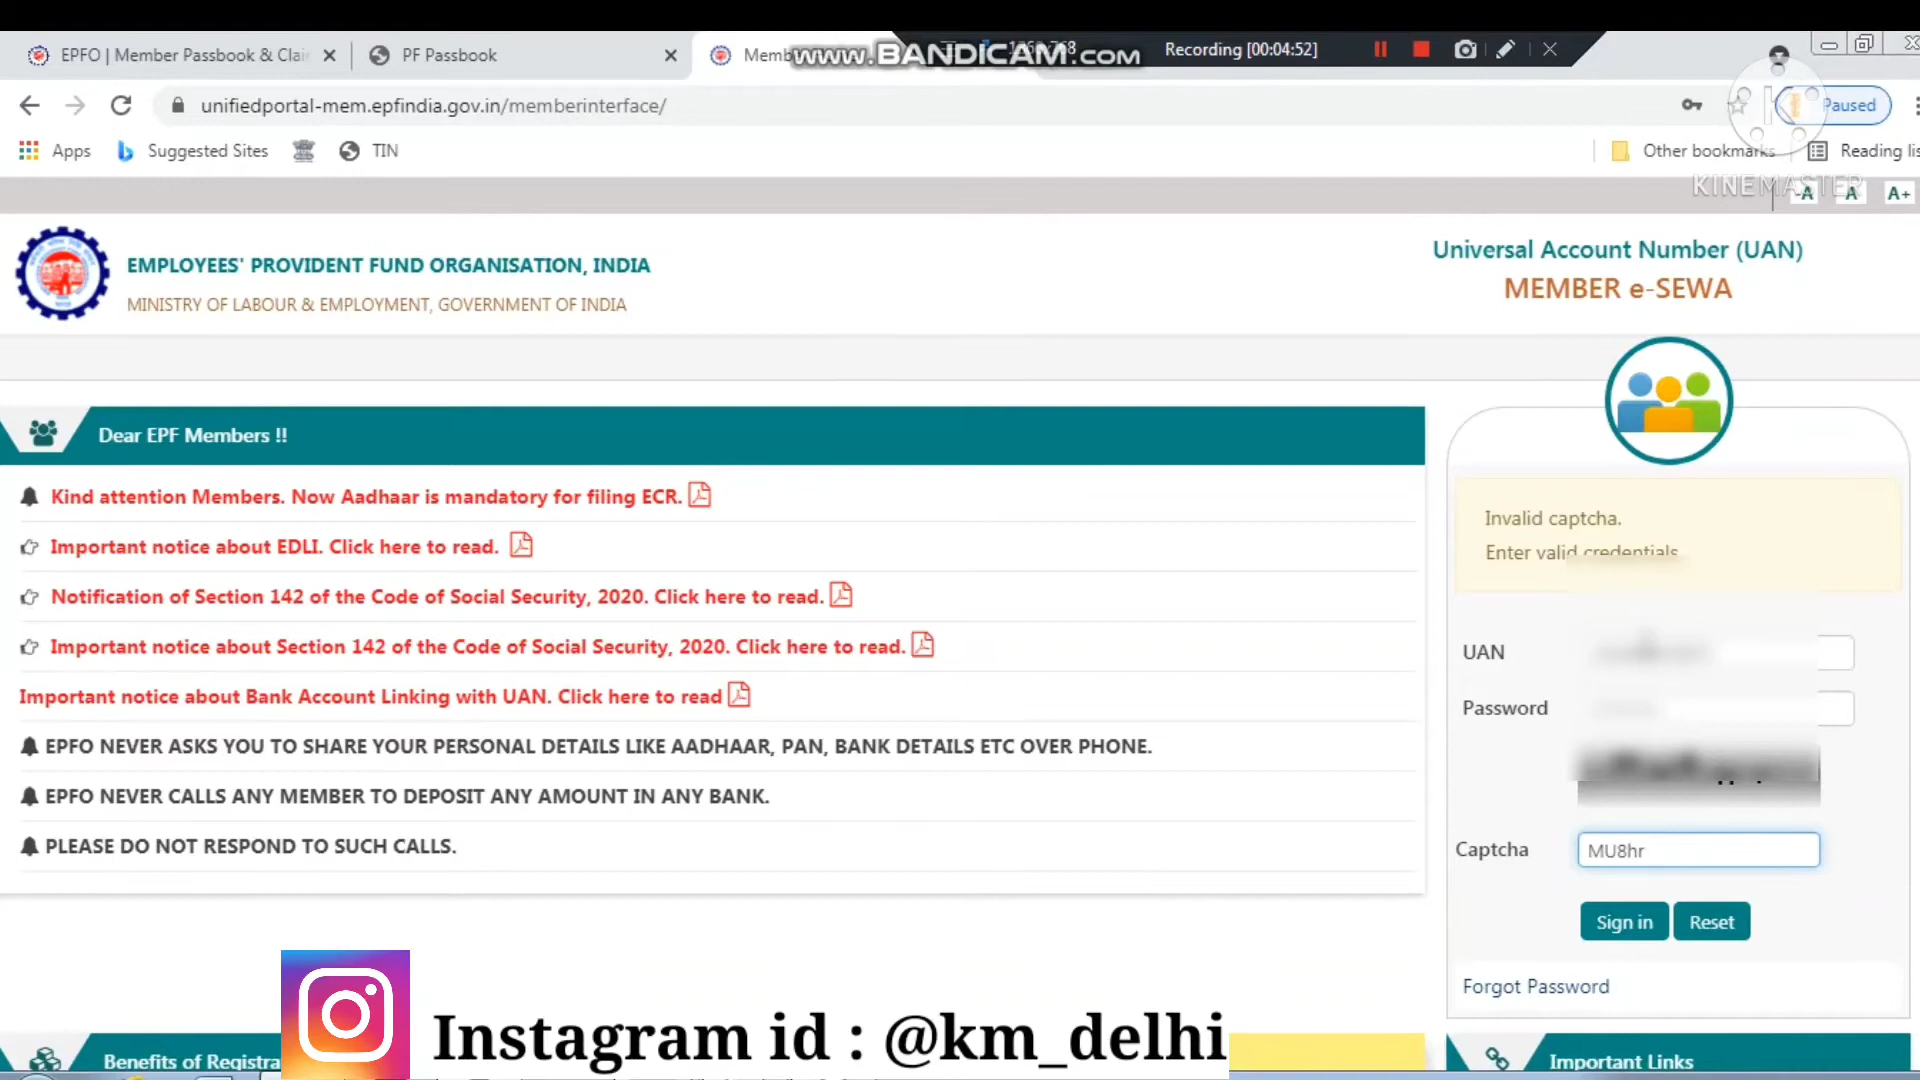 EPFO | Member Passbook & Clai
PF Passbook
Memb
www.BANDICAM.com
Recording [00:04:52]
unifiedportal-mem.epfindia.gov.in/memberinterface/
Paused
Apps
Suggested Sites
TIN
Other bookmarks
Reading lis
KINEMASTER
-A A A+
EMPLOYEES' PROVIDENT FUND ORGANISATION, INDIA
MINISTRY OF LABOUR & EMPLOYMENT, GOVERNMENT OF INDIA
Universal Account Number (UAN)
MEMBER e-SEWA
Dear EPF Members !!
Kind attention Members. Now Aadhaar is mandatory for filing ECR.
Important notice about EDLI. Click here to read.
Notification of Section 142 of the Code of Social Security, 2020. Click here to read.
Important notice about Section 142 of the Code of Social Security, 2020. Click here to read.
Important notice about Bank Account Linking with UAN. Click here to read
EPFO NEVER ASKS YOU TO SHARE YOUR PERSONAL DETAILS LIKE AADHAAR, PAN, BANK DETAILS ETC OVER PHONE.
EPFO NEVER CALLS ANY MEMBER TO DEPOSIT ANY AMOUNT IN ANY BANK.
PLEASE DO NOT RESPOND TO SUCH CALLS.
Invalid captcha.
Enter valid credentials
UAN
Password
Captcha
MU8hr
Sign in
Reset
Forgot Password
Instagram id : @km_delhi
Benefits of Registra
Important Links